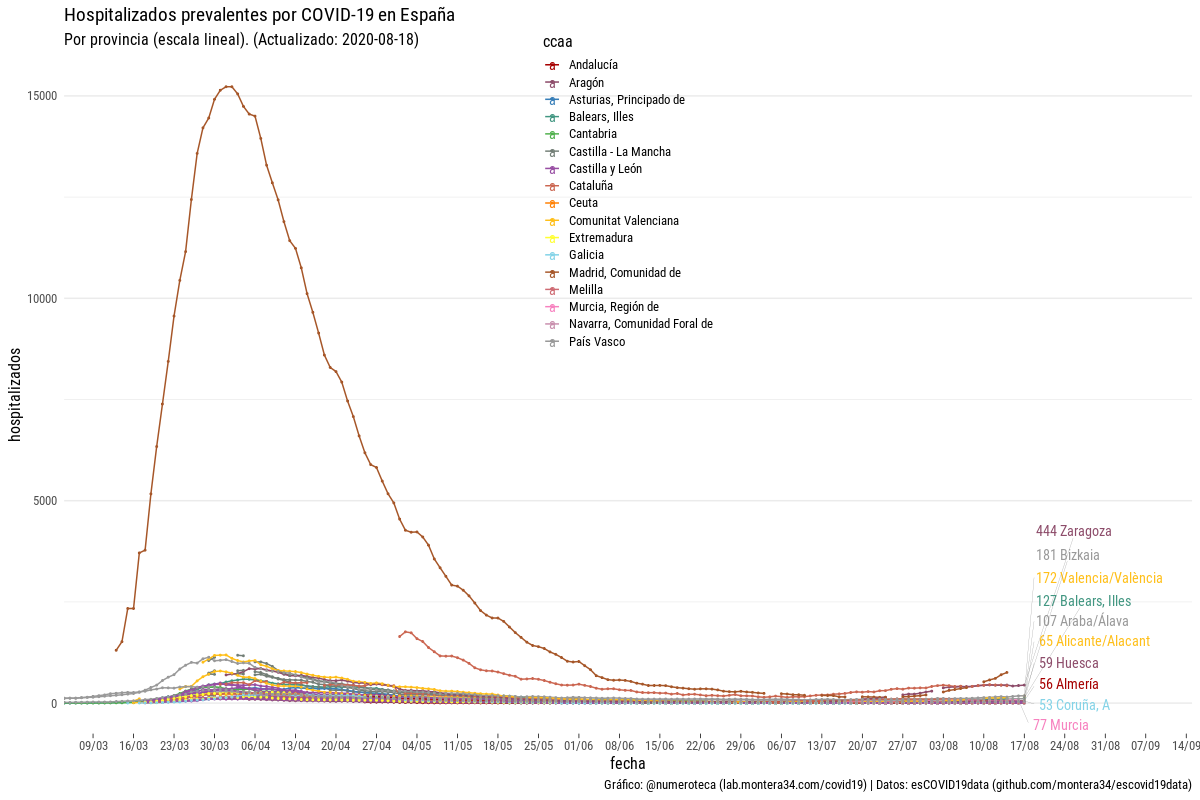 Hospitalizados prevalentes por COVID-19 en España
Por provincia (escala lineal). (Actualizado: 2020-08-18)
ccaa
Andalucía
Aragón
Asturias, Principado de
Balears, Illes
Cantabria
Castilla - La Mancha
Castilla y León
Cataluña
Ceuta
Comunitat Valenciana
Extremadura
Galicia
Madrid, Comunidad de
Melilla
Murcia, Región de
Navarra, Comunidad Foral de
País Vasco
hospitalizados
15000
10000
5000
0
444 Zaragoza
181 Bizkaia
172 Valencia/València
127 Balears, Illes
107 Araba/Álava
65 Alicante/Alacant
59 Huesca
56 Almería
53 Coruña, A
77 Murcia
09/03 16/03 23/03 30/03 06/04 13/04 20/04 27/04 04/05 11/05 18/05 25/05 01/06 08/06 15/06 22/06 29/06 06/07 13/07 20/07 27/07 03/08 10/08 17/08 24/08 31/08 07/09 14/09
fecha
Gráfico: @numeroteca (lab.montera34.com/covid19) | Datos: esCOVID19data (github.com/montera34/escovid19data)